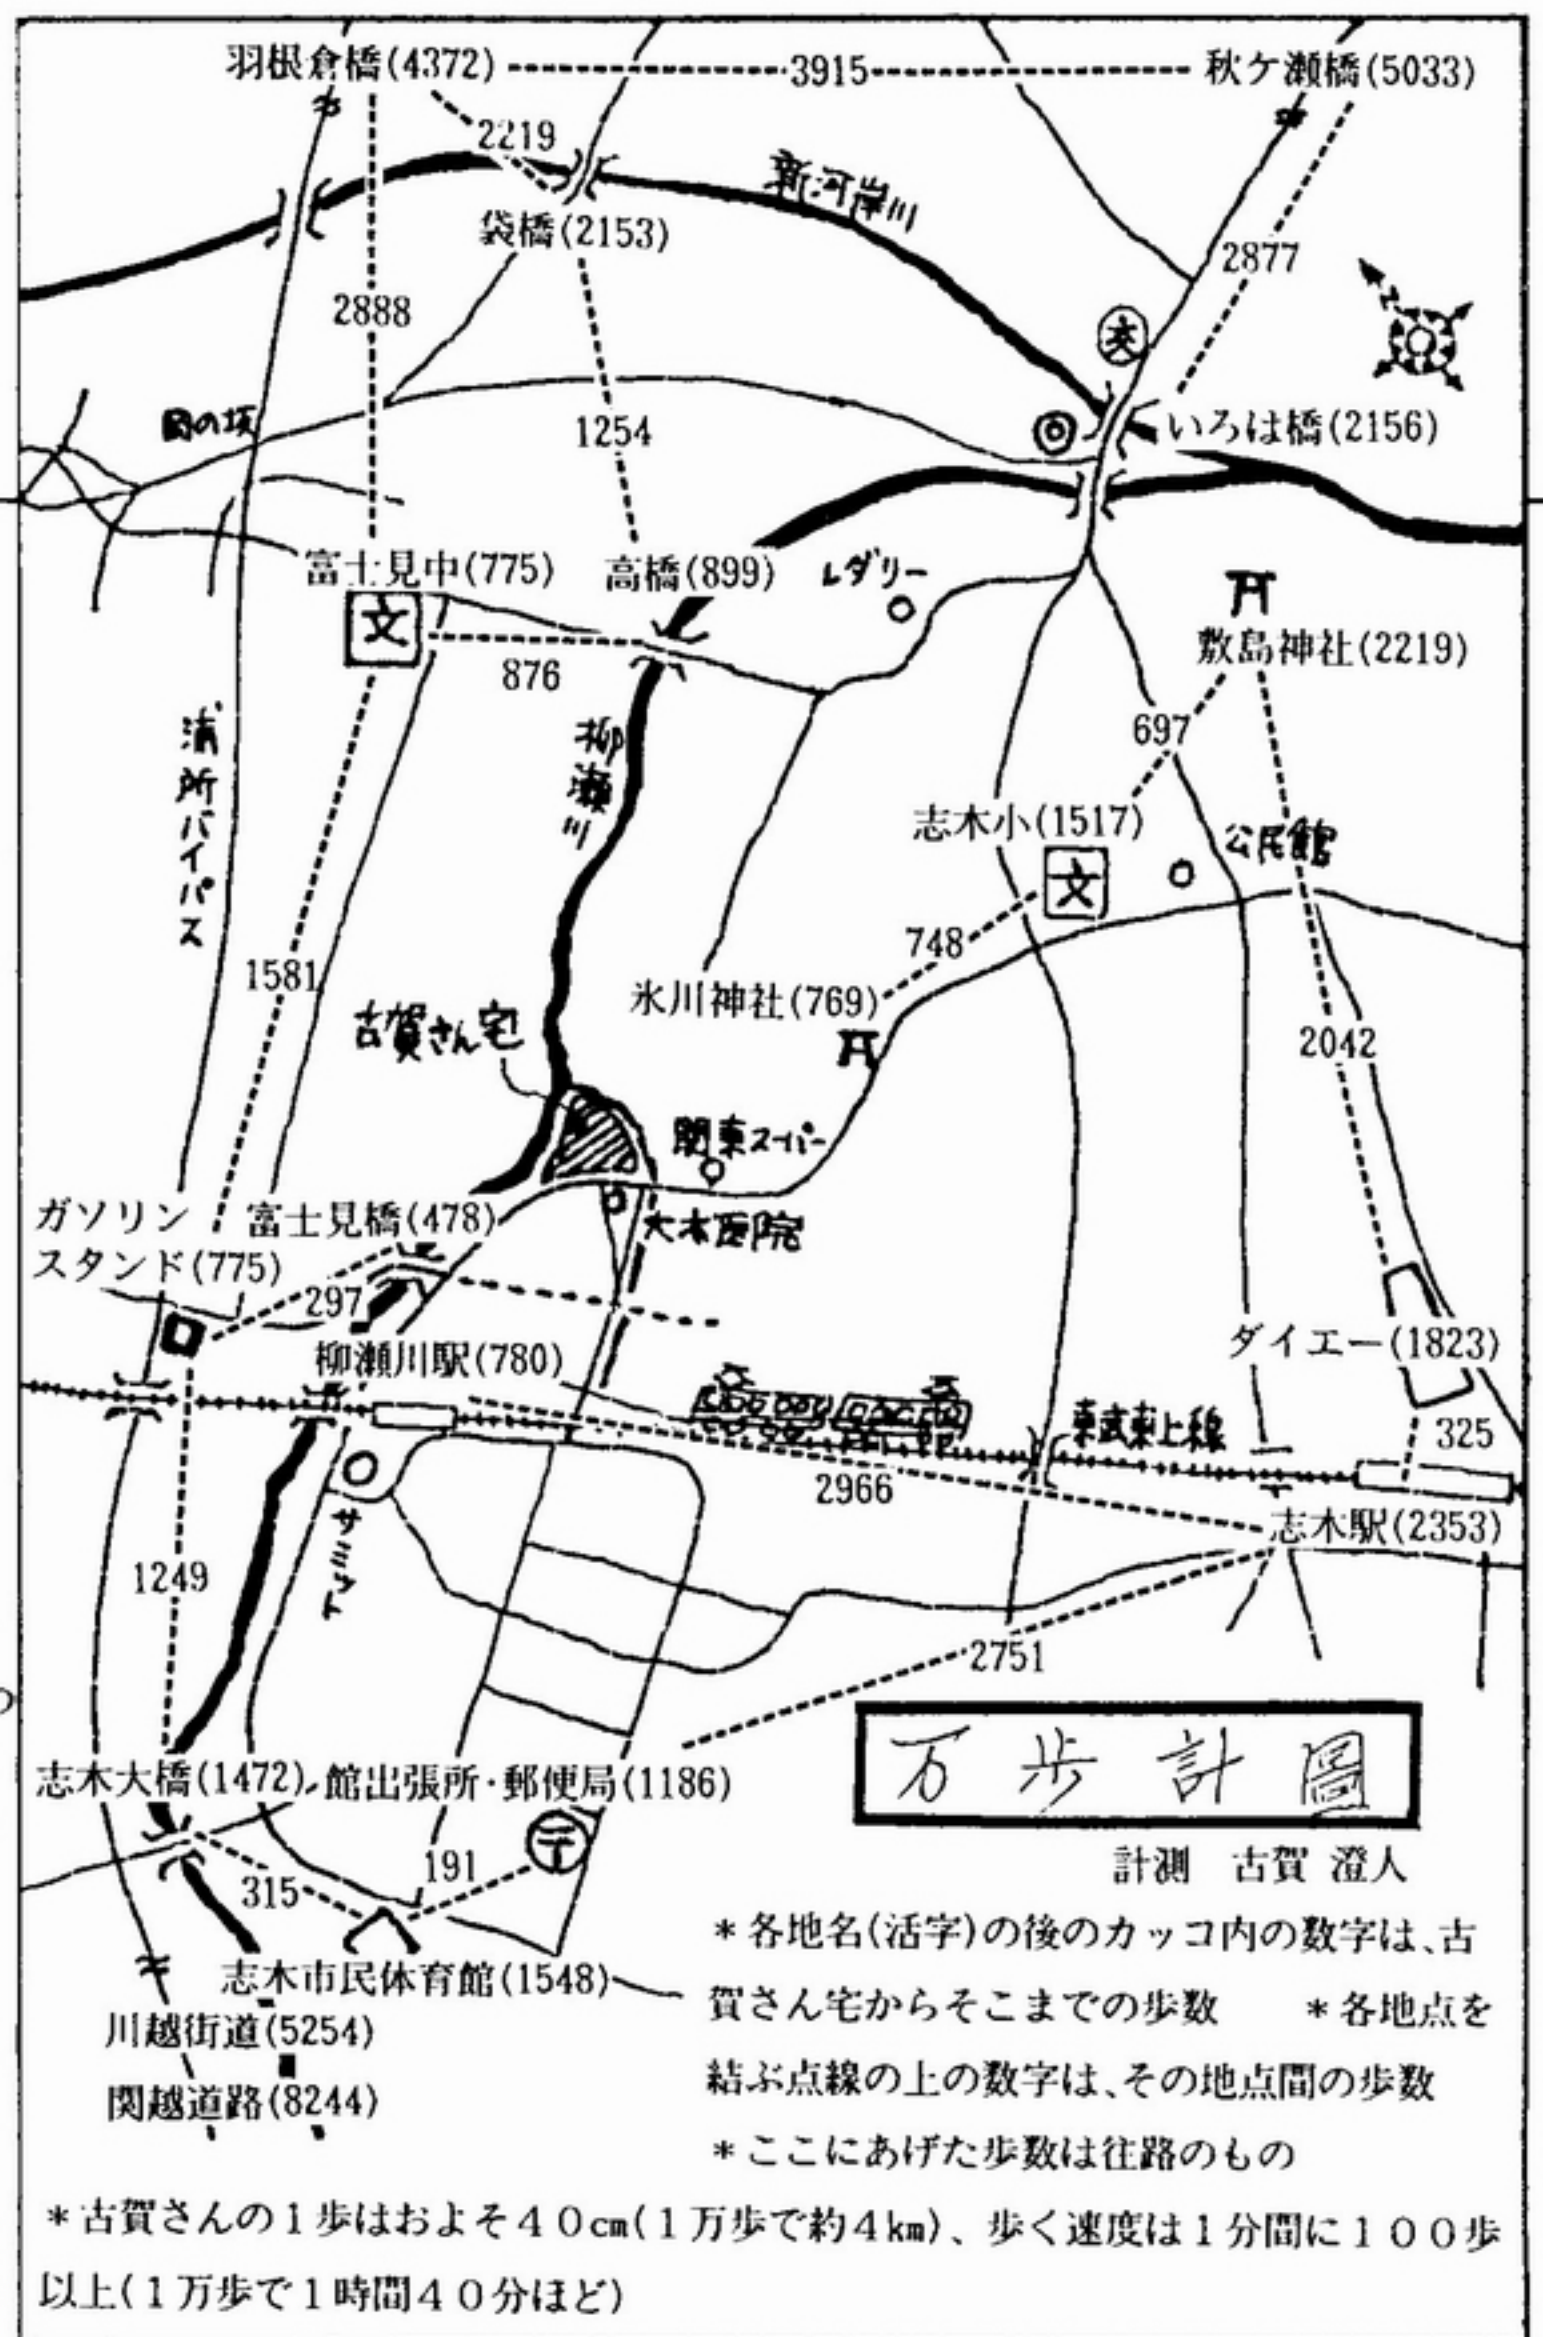 羽根倉橋(4372)
3915
秋ケ瀬橋(5033)
2219
新河岸川
袋橋(2153)
2877
2888
関の項
1254
いろは橋(2156)
富士見中(775)
文
高橋(899)
レダリー
876
敷島神社(2219)
697
柳瀬川
浦所バイパス
志木小(1517)
文
公民館
748
1581
氷川神社(769)
古賀さん宅
2042
関東スーパー
ガソリン
スタンド(775)
富士見橋(478)
大木医院
297
柳瀬川駅(780)
ダイエー(1823)
東武東上線
325
2966
志木駅(2353)
サミット
1249
2751
志木大橋(1472)
館出張所・郵便局(1186)
〒
191
315
万歩計圖
計測 古賀 澄人
志木市民体育館(1548)
川越街道(5254)
関越道路(8244)
*各地名(活字)の後のカッコ内の数字は、古
賀さん宅からそこまでの歩数 *各地点を
結ぶ点線の上の数字は、その地点間の歩数
*ここにあげた歩数は往路のもの
*古賀さんの1歩はおよそ40cm(1万歩で約4km)、歩く速度は1分間に100歩
以上(1万歩で1時間40分ほど)